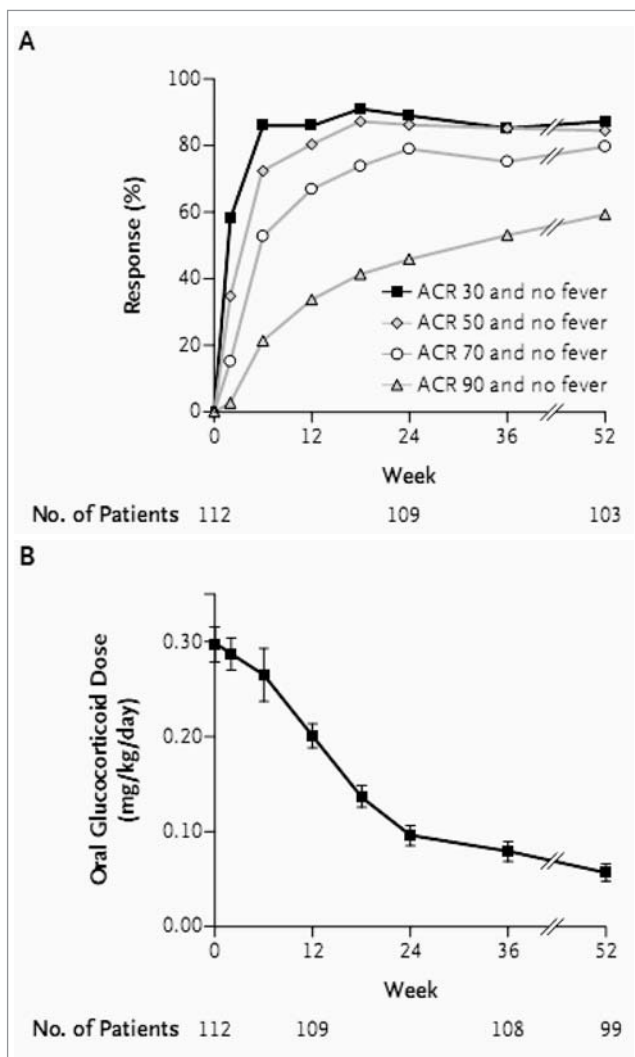 A
100
80
60
40
20
0
Response (%)
ACR 30 and no fever
ACR 50 and no fever
ACR 70 and no fever
ACR 90 and no fever
0 12 24 36 52
Week
No. of Patients 112 109 103
B
0.30
0.20
0.10
0.00
Oral Glucocorticoid Dose
(mg/kg/day)
0 12 24 36 52
Week
No. of Patients 112 109 108 99